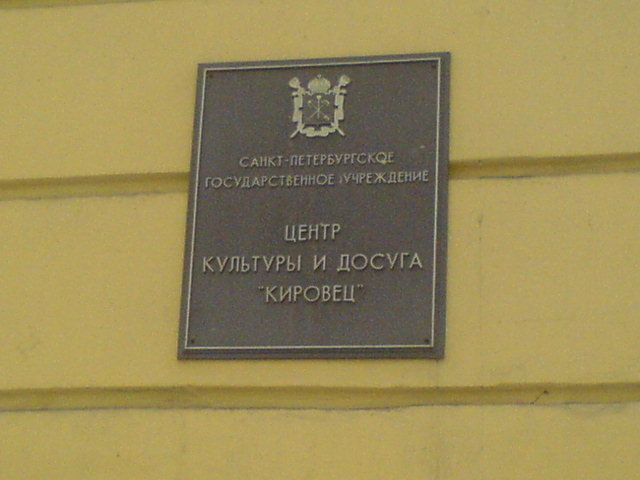 САНКТ-ПЕТЕРБУРГСКОЕ
ГОСУДАРСТВЕННОЕ УЧРЕЖДЕНИЕ
ЦЕНТР
КУЛЬТУРЫ И ДОСУГА
"КИРОВЕЦ"